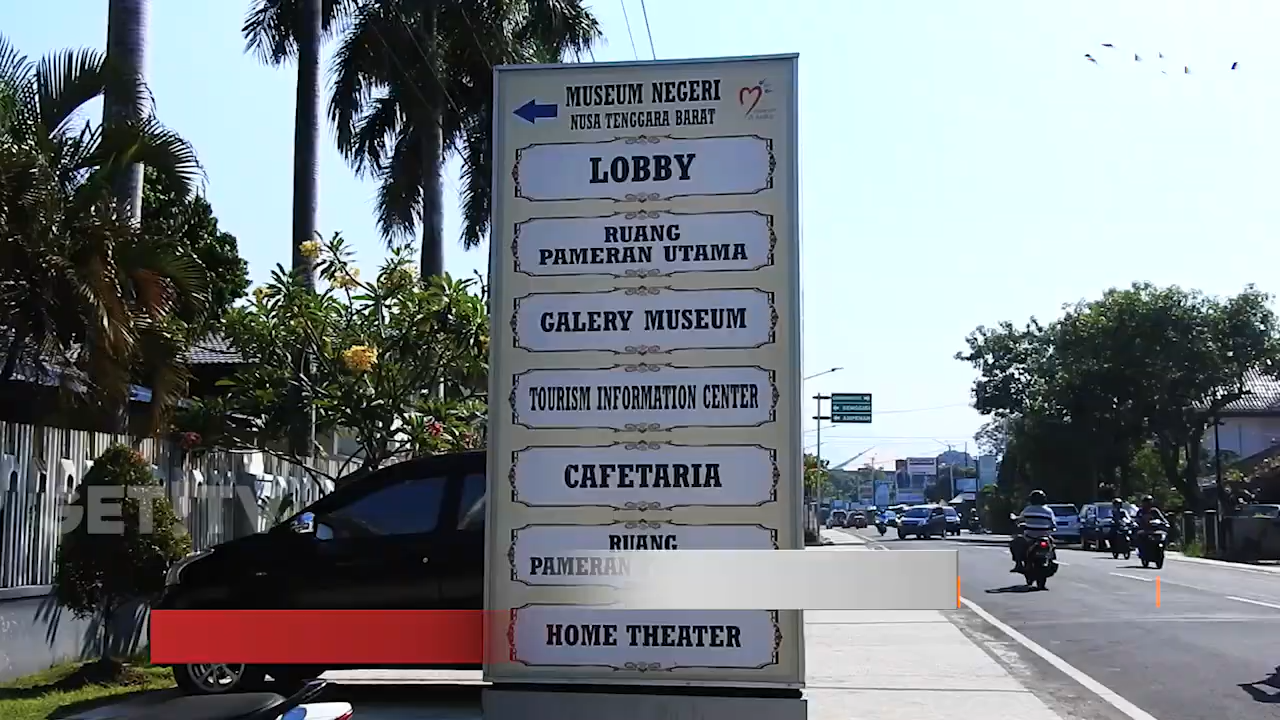 MUSEUM NEGERI
NUSA TENGGARA BARAT
LOBBY
RUANG
PAMERAN UTAMA
GALERY MUSEUM
TOURISM INFORMATION CENTER
CAFETARIA
RUANG
PAMERAN
HOME THEATER
GET TV